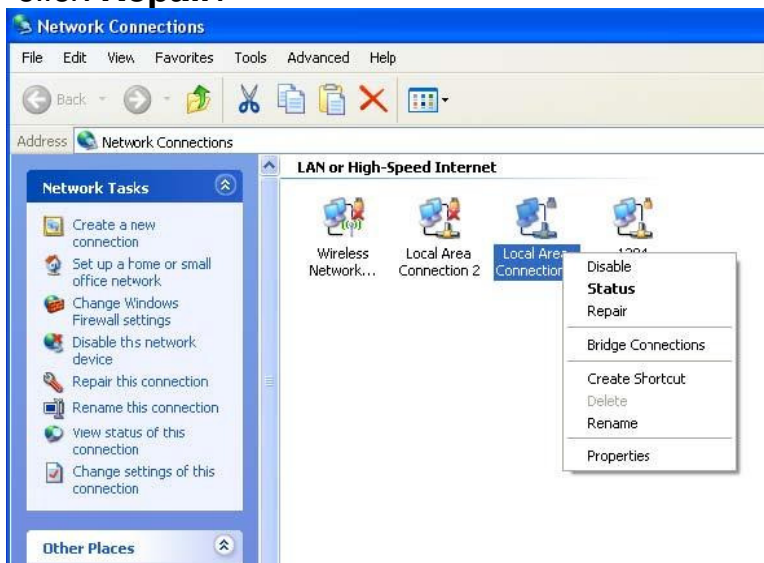 click Repair.
Network Connections
File Edit View Favorites Tools Advanced Help
Back
Address Network Connections
Network Tasks
Create a new
connection
Set up a home or small
office network
Change Windows
Firewall settings
Disable this network
device
Repair this connection
Rename this connection
View status of this
connection
Change settings of this
connection
Other Places
LAN or High-Speed Internet
Wireless
Network...
Local Area
Connection 2
Local Area
Connection
1394
Disable
Status
Repair
Bridge Connections
Create Shortcut
Delete
Rename
Properties